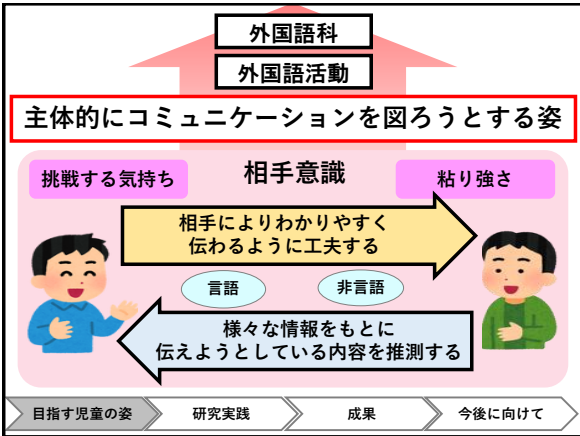 外国語科
外国語活動
主体的にコミュニケーションを図ろうとする姿
挑戦する気持ち
相手意識
粘り強さ
相手によりわかりやすく
伝わるように工夫する
言語
非言語
様々な情報をもとに
伝えようとしている内容を推測する
目指す児童の姿
研究実践
成果
今後に向けて